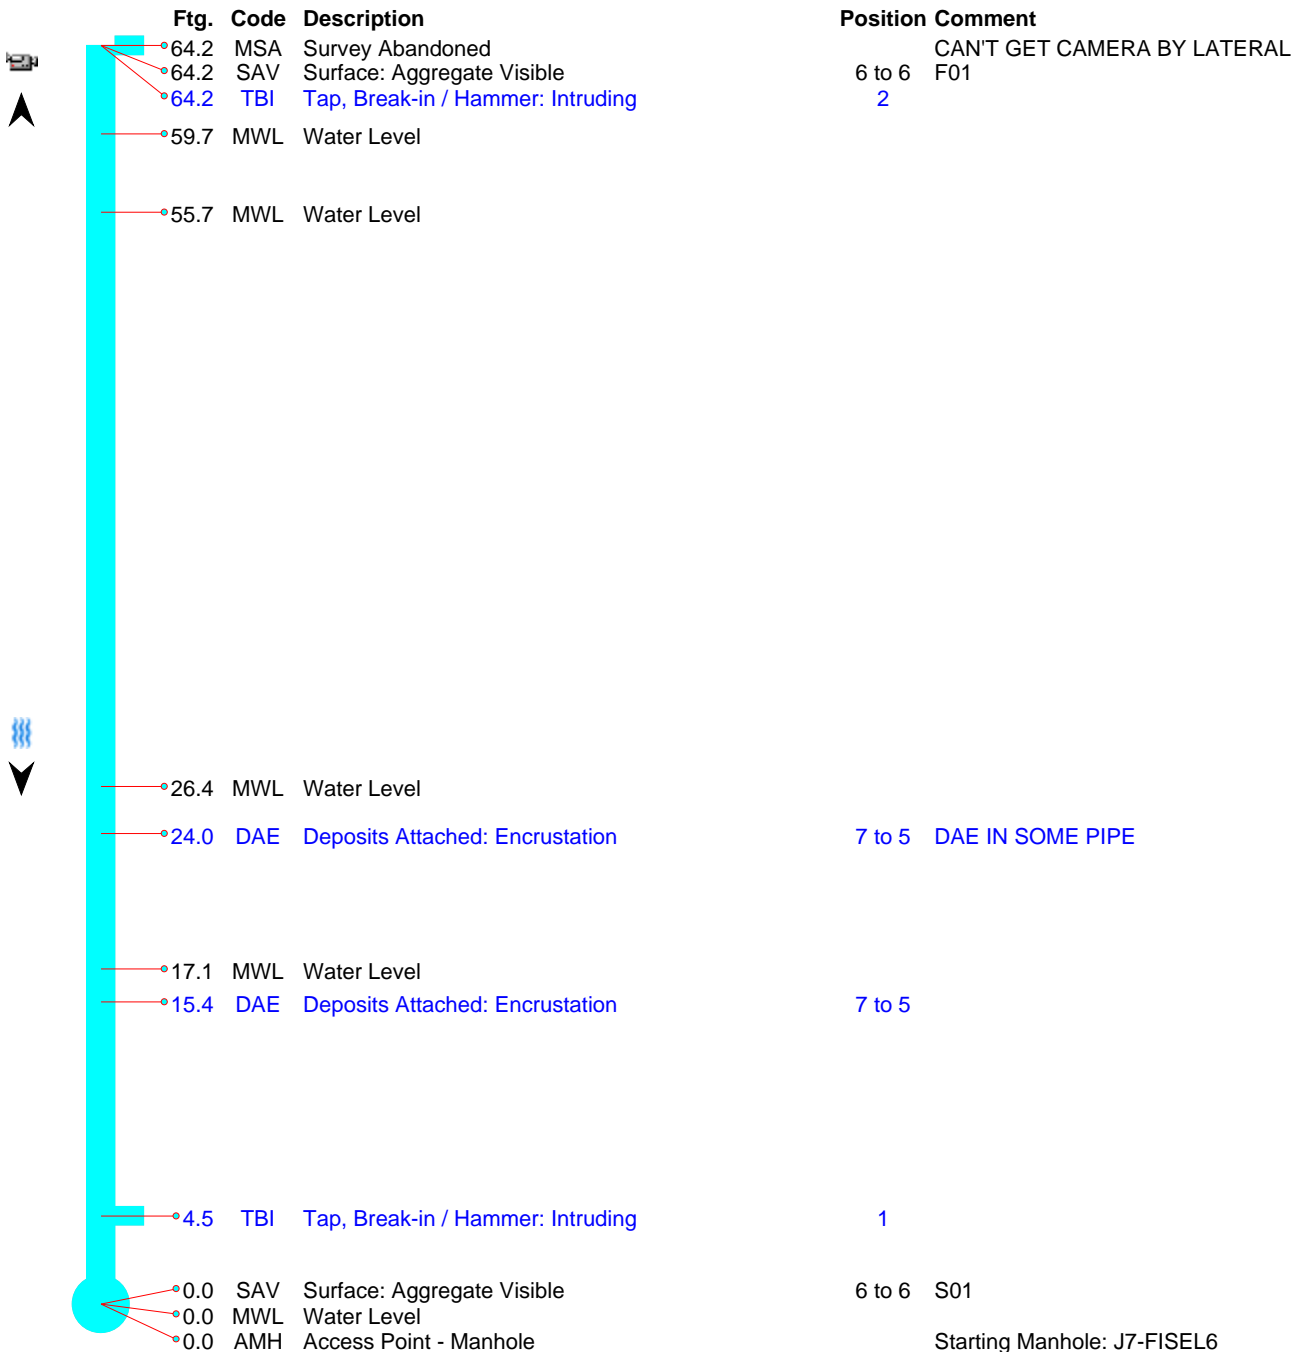 Ftg. Code Description Position Comment
64.2 MSA Survey Abandoned CAN'T GET CAMERA BY LATERAL
64.2 SAV Surface: Aggregate Visible 6 to 6 F01
64.2 TBI Tap, Break-in / Hammer: Intruding 2
59.7 MWL Water Level
55.7 MWL Water Level
26.4 MWL Water Level
24.0 DAE Deposits Attached: Encrustation 7 to 5 DAE IN SOME PIPE
17.1 MWL Water Level
15.4 DAE Deposits Attached: Encrustation 7 to 5
4.5 TBI Tap, Break-in / Hammer: Intruding 1
0.0 SAV Surface: Aggregate Visible 6 to 6 S01
0.0 MWL Water Level
0.0 AMH Access Point - Manhole Starting Manhole: J7-FISEL6